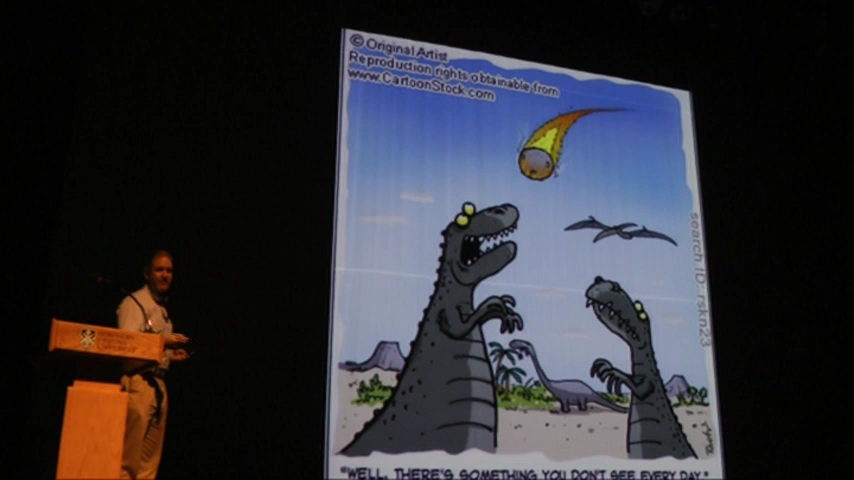 © Original Artist
Reproduction rights obtainable from
www.CartoonStock.com
search ID: rskn23
"WELL, THERE'S SOMETHING YOU DON'T SEE EVERY DAY."